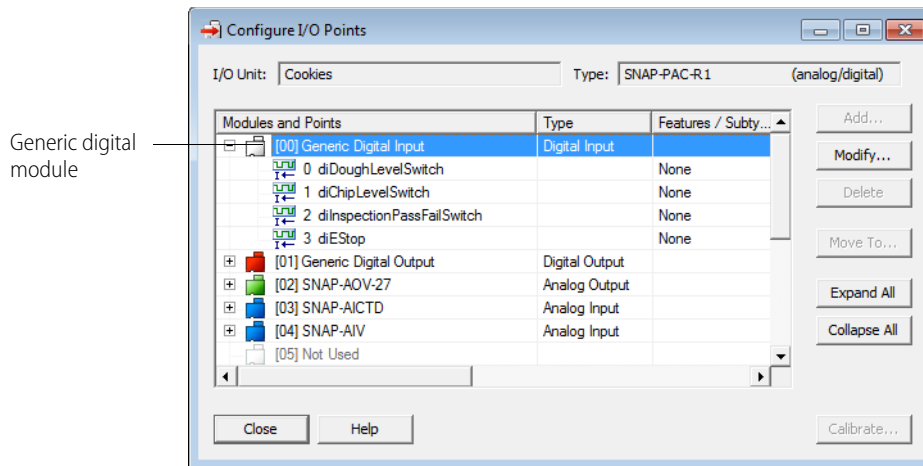 Configure I/O Points
I/O Unit: Cookies Type: SNAP-PAC-R1 (analog/digital)
Modules and Points Type Features / Subty...
[00] Generic Digital Input Digital Input
0 diDoughLevelSwitch None
1 diChipLevelSwitch None
2 diInspectionPassFailSwitch None
3 diEStop None
[01] Generic Digital Output Digital Output
[02] SNAP-AOV-27 Analog Output
[03] SNAP-AICTD Analog Input
[04] SNAP-AIV Analog Input
[05] Not Used
Add...
Modify...
Delete
Move To...
Expand All
Collapse All
Close Help Calibrate...
Generic digital
module